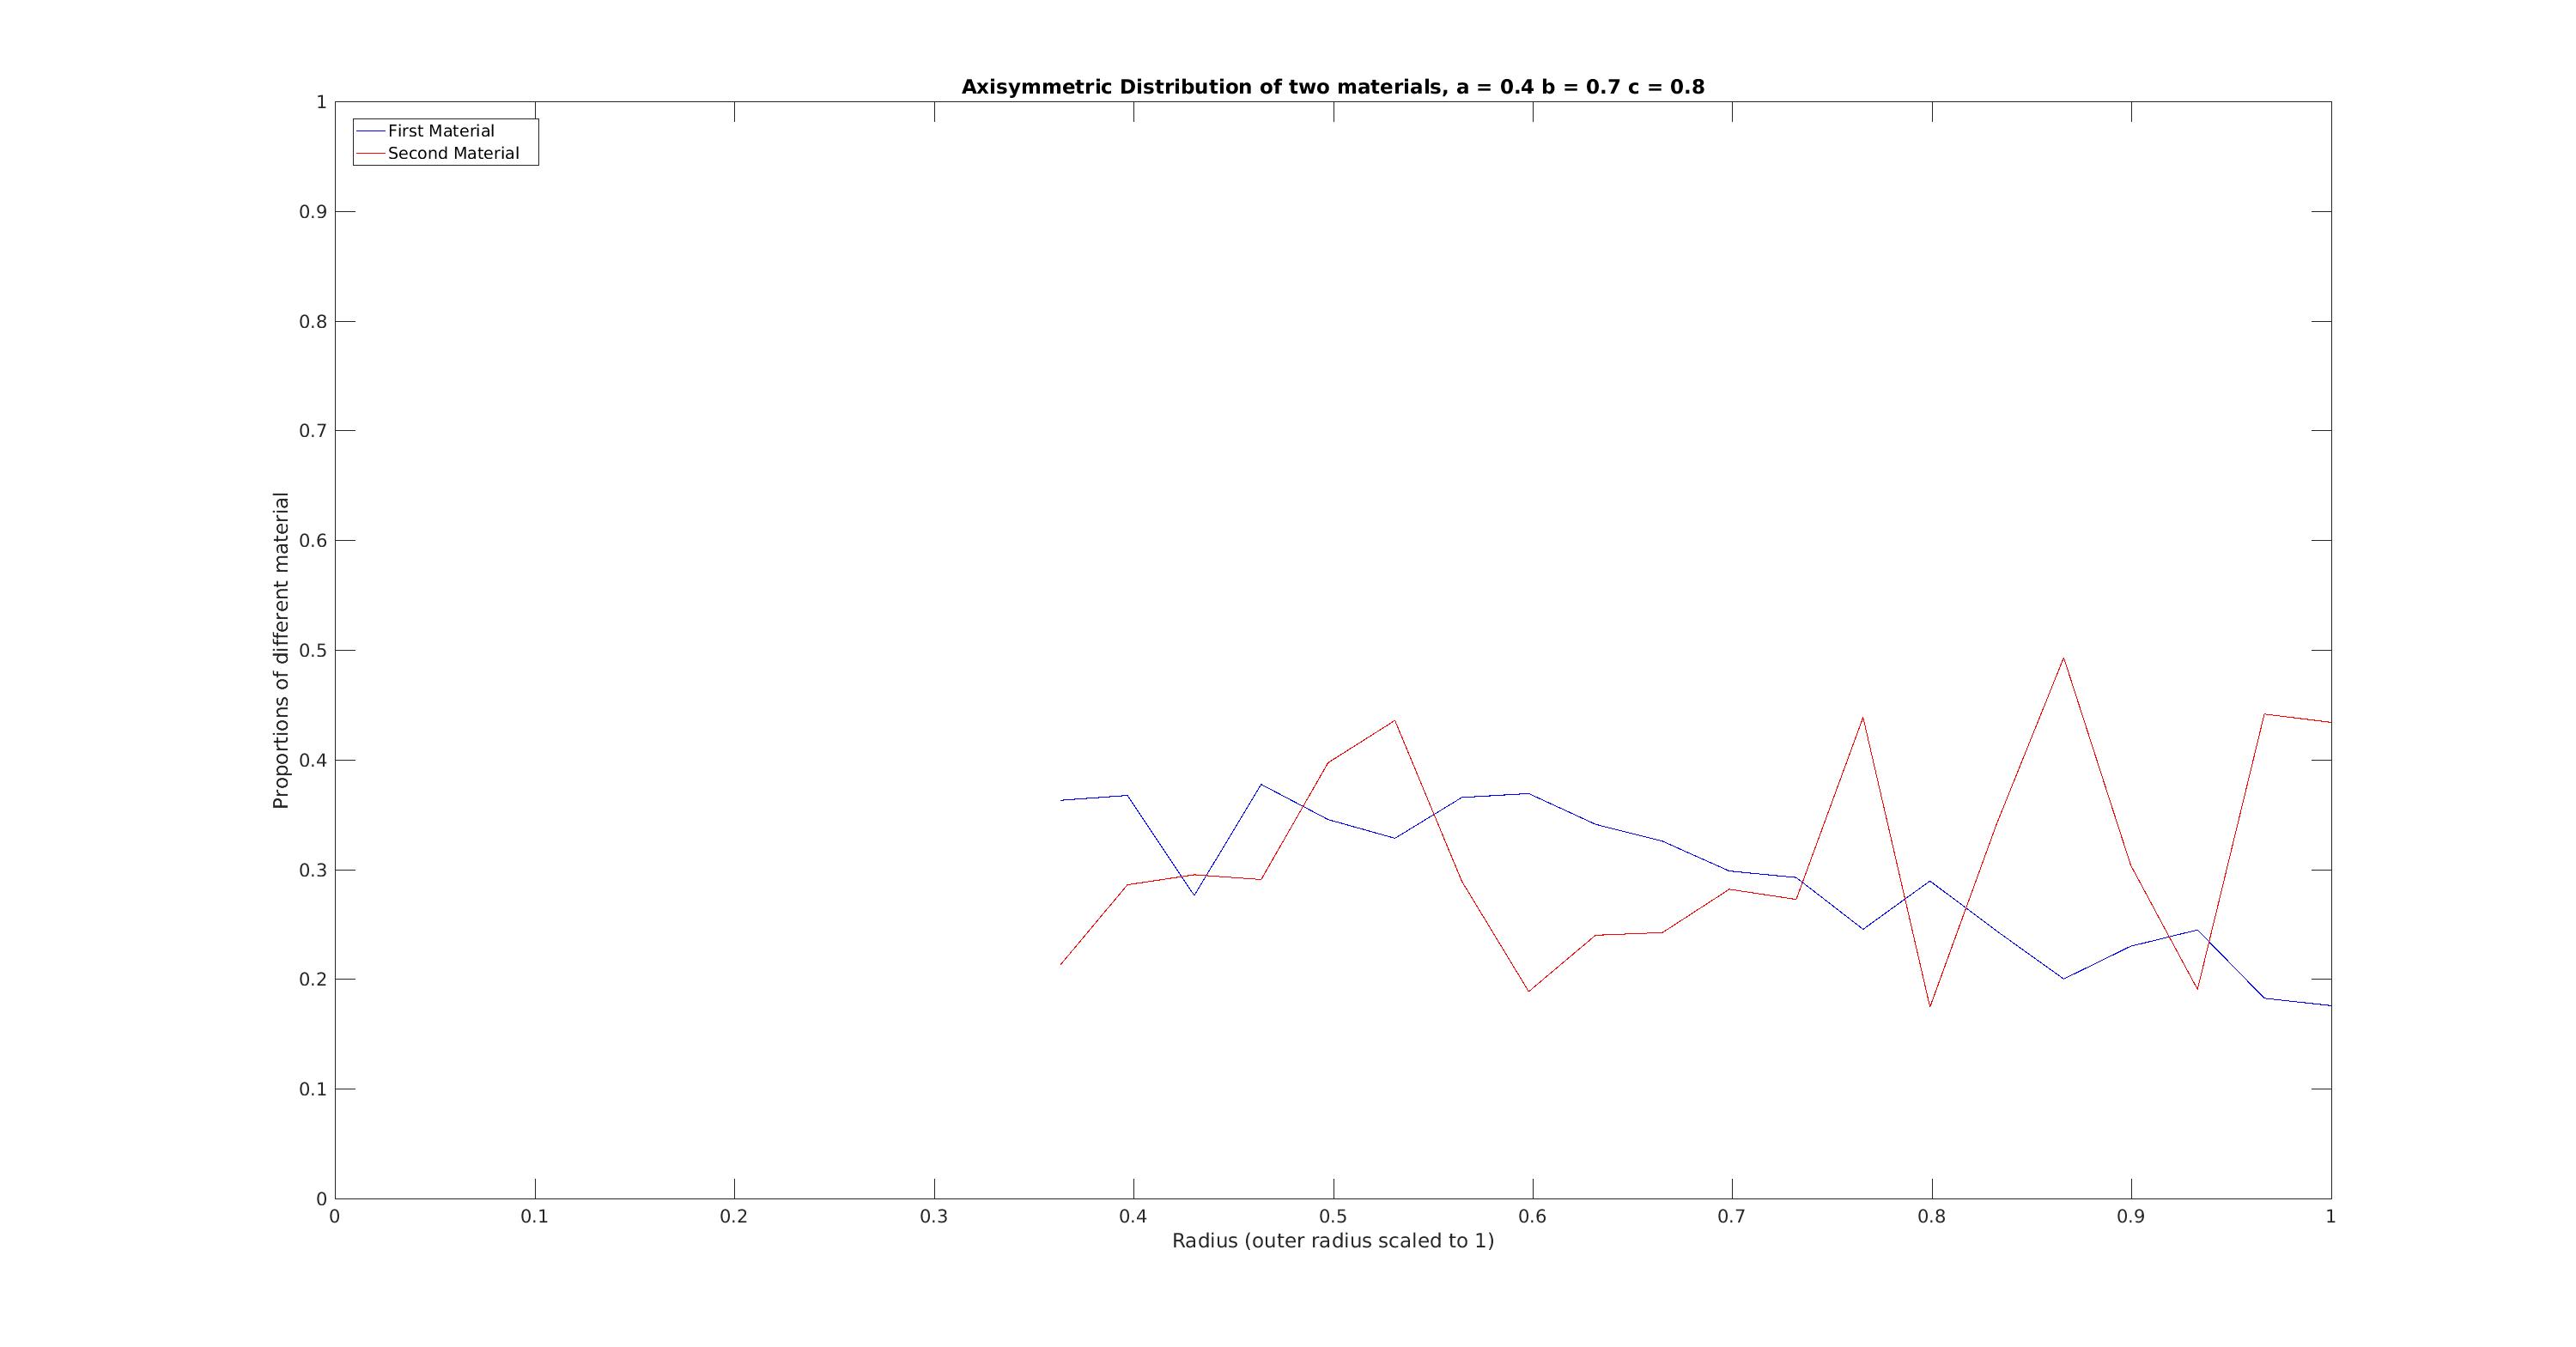 Axisymmetric Distribution of two materials, a = 0.4 b = 0.7 c = 0.8
First Material
Second Material
Proportions of different material
1
0.9
0.8
0.7
0.6
0.5
0.4
0.3
0.2
0.1
0
0 0.1 0.2 0.3 0.4 0.5 0.6 0.7 0.8 0.9 1
Radius (outer radius scaled to 1)